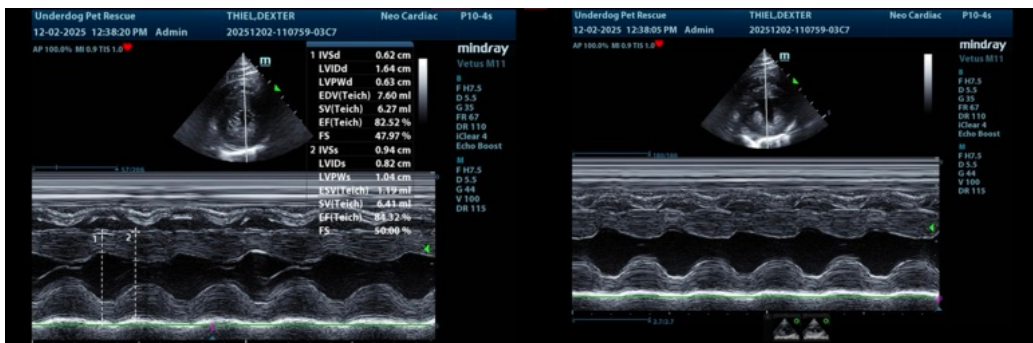 Underdog Pet Rescue THIEL,DEXTER Neo Cardiac P10-4s
12-02-2025 12:38:20 PM Admin 20251202-110759-03C7
AP 100.0% MI 0.9 TIS 1.0
m
mindray
Vetus M11
B
F H7.5
D 5.5
G 35
FR 67
DR 110
iClear 4
Echo Boost
M
F H7.5
D 5.5
G 44
V 100
DR 115
1 IVSd 0.62 cm
LVIDd 1.64 cm
LVPWd 0.63 cm
EDV(Teich) 7.60 ml
SV(Teich) 6.27 ml
EF(Teich) 82.52 %
FS 47.97 %
2 IVSs 0.94 cm
LVIDs 0.82 cm
LVPWs 1.04 cm
ESV(Teich) 1.19 ml
SV(Teich) 6.41 ml
EF(Teich) 84.32 %
FS 50.00 %
1 2
Underdog Pet Rescue THIEL,DEXTER Neo Cardiac P10-4s
12-02-2025 12:38:05 PM Admin 20251202-110759-03C7
AP 100.0% MI 0.9 TIS 1.0
m
mindray
Vetus M11
B
F H7.5
D 5.5
G 35
FR 67
DR 110
iClear 4
Echo Boost
M
F H7.5
D 5.5
G 44
V 100
DR 115
180/180
2.7/2.7